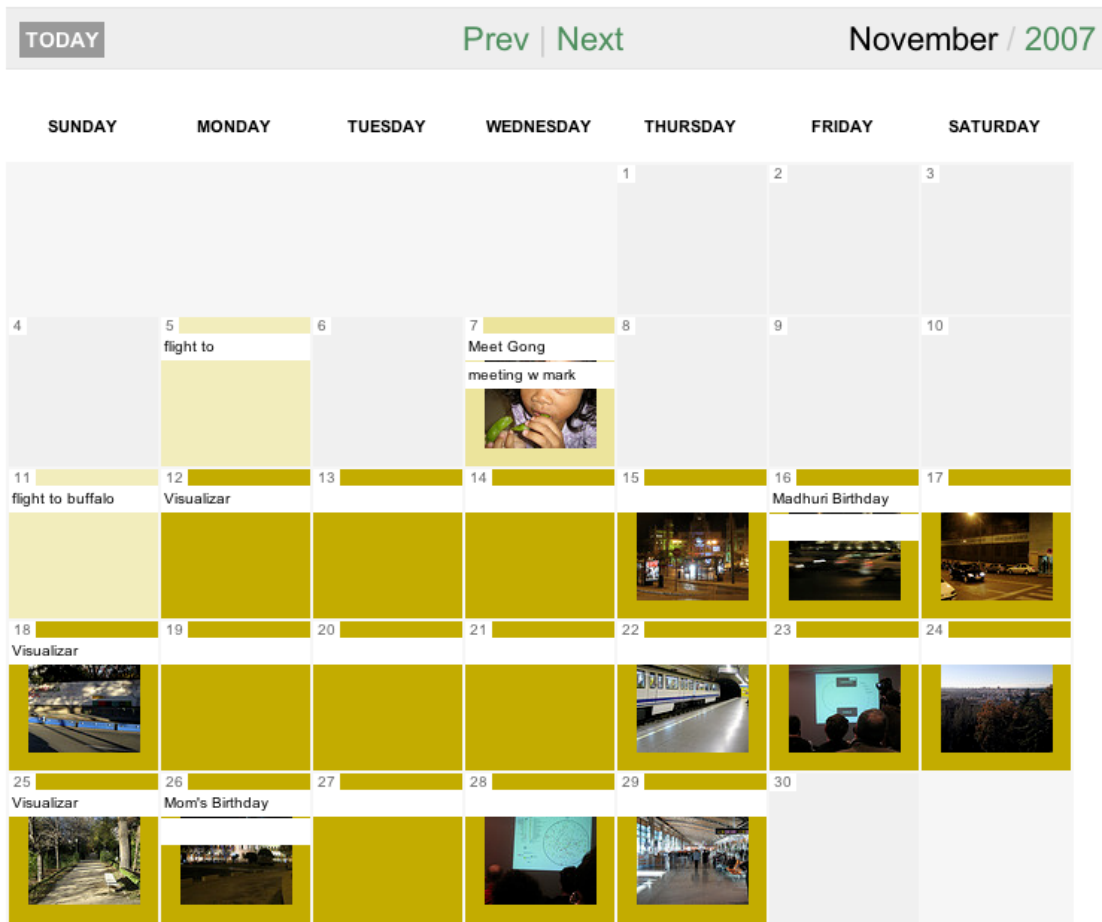 TODAY Prev | Next November / 2007
SUNDAY MONDAY TUESDAY WEDNESDAY THURSDAY FRIDAY SATURDAY
1 2 3
4 5 6 7 8 9 10
flight to Meet Gong
meeting w mark
11 12 13 14 15 16 17
flight to buffalo Visualizar Madhuri Birthday
18 19 20 21 22 23 24
Visualizar
25 26 27 28 29 30
Visualizar Mom's Birthday